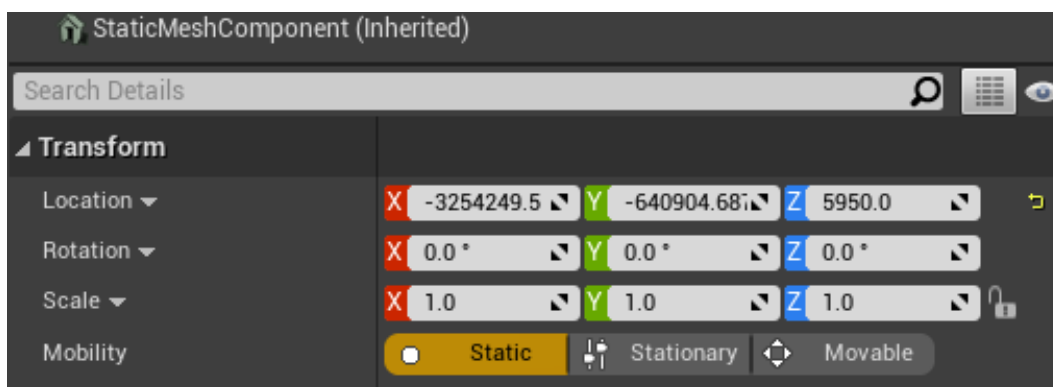 StaticMeshComponent (Inherited)
Search Details
Transform
Location X -3254249.5 Y -640904.687 Z 5950.0
Rotation X 0.0 ° Y 0.0 ° Z 0.0 °
Scale X 1.0 Y 1.0 Z 1.0
Mobility Static Stationary Movable